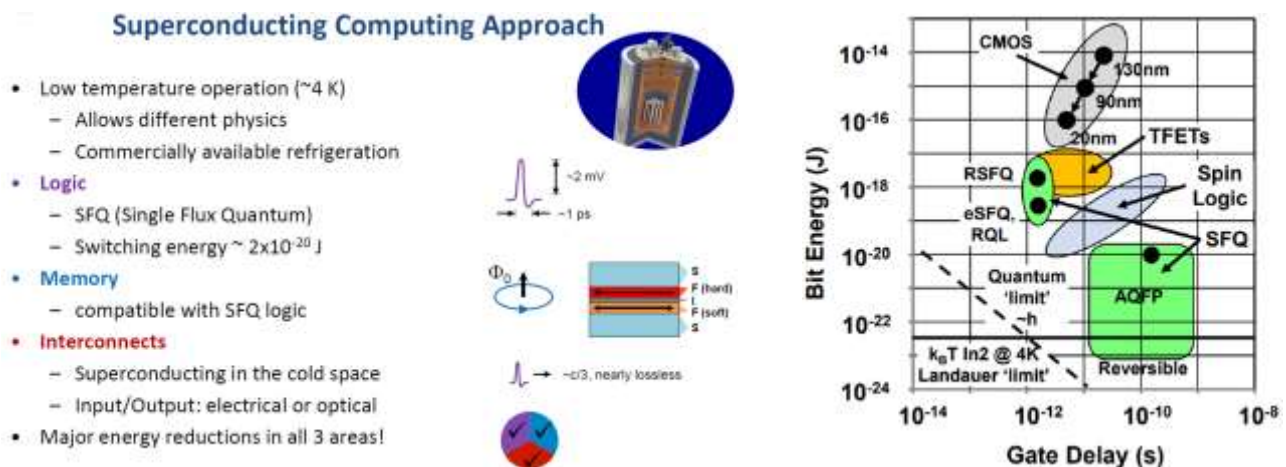 Superconducting Computing Approach
• Low temperature operation (~4 K)
– Allows different physics
– Commercially available refrigeration
• Logic
– SFQ (Single Flux Quantum)
– Switching energy ~ 2x10⁻²⁰ J
• Memory
– compatible with SFQ logic
• Interconnects
– Superconducting in the cold space
– Input/Output: electrical or optical
• Major energy reductions in all 3 areas!
~2 mV
~1 ps
Φ₀
S
F (hard)
I
F (soft)
S
~c/3, nearly lossless
Bit Energy (J)
10⁻¹⁴
10⁻¹⁶
10⁻¹⁸
10⁻²⁰
10⁻²²
10⁻²⁴
CMOS
130nm
90nm
20nm
TFETs
RSFQ
Spin
Logic
eSFQ,
RQL
SFQ
Quantum
'limit'
~h
AQFP
k_BT ln2 @ 4K
Landauer 'limit'
Reversible
10⁻¹⁴
10⁻¹²
10⁻¹⁰
10⁻⁸
Gate Delay (s)